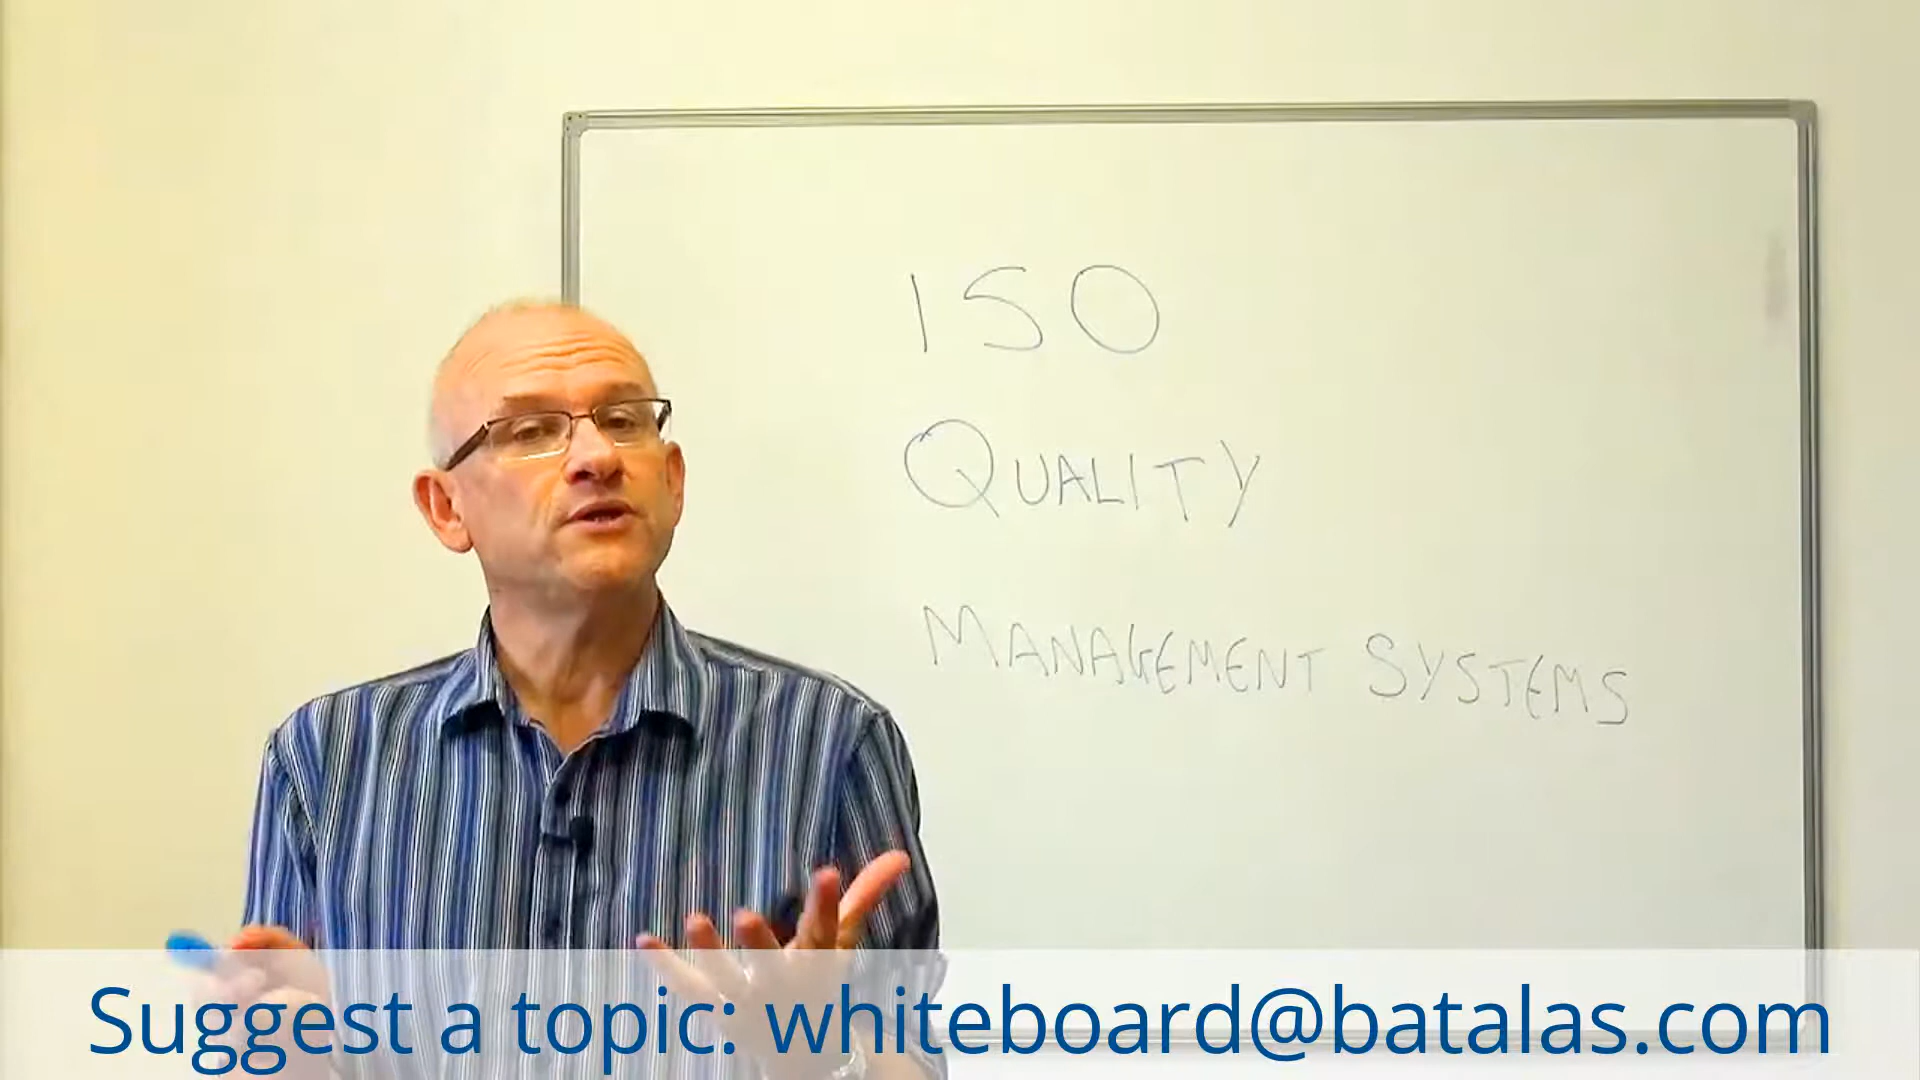 ISO
QUALITY
MANAGEMENT SYSTEMS
Suggest a topic: whiteboard@batalas.com